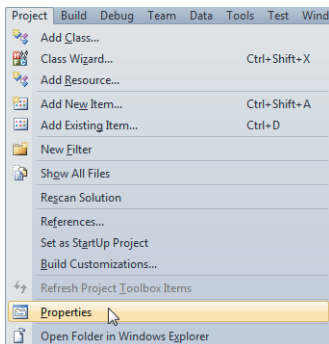 Project Build Debug Team Data Tools Test Wind
Add Class...
Class Wizard... Ctrl+Shift+X
Add Resource...
Add New Item... Ctrl+Shift+A
Add Existing Item... Ctrl+D
New Filter
Show All Files
Rescan Solution
References...
Set as StartUp Project
Build Customizations...
Refresh Project Toolbox Items
Properties
Open Folder in Windows Explorer